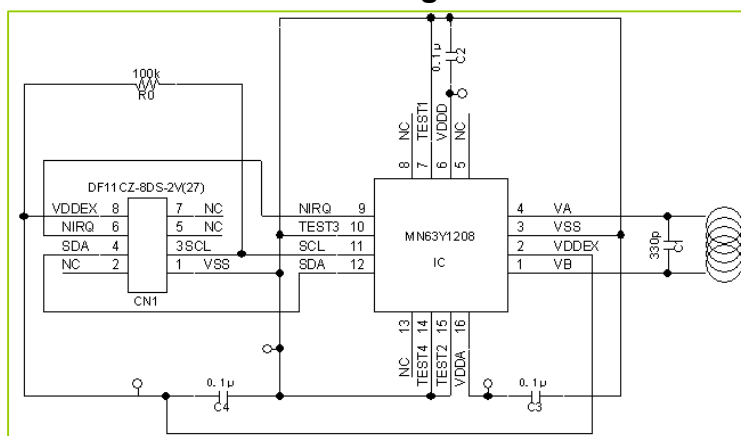 100k
R0
DF11CZ-8DS-2V(27)
VDDEX 8 7 NC
NIRQ 6 5 NC
SDA 4 3 SCL
NC 2 1 VSS
CN1
0.1μ
C2
NC TEST1 VDDD NC
8 7 6 5
NIRQ 9
TEST3 10
SCL 11
SDA 12
MN63Y1208
IC
4 VA
3 VSS
2 VDDEX
1 VB
330p
C1
13 14 15 16
NC TEST4 TEST2 VDDA
0.1μ
C4
0.1μ
C3